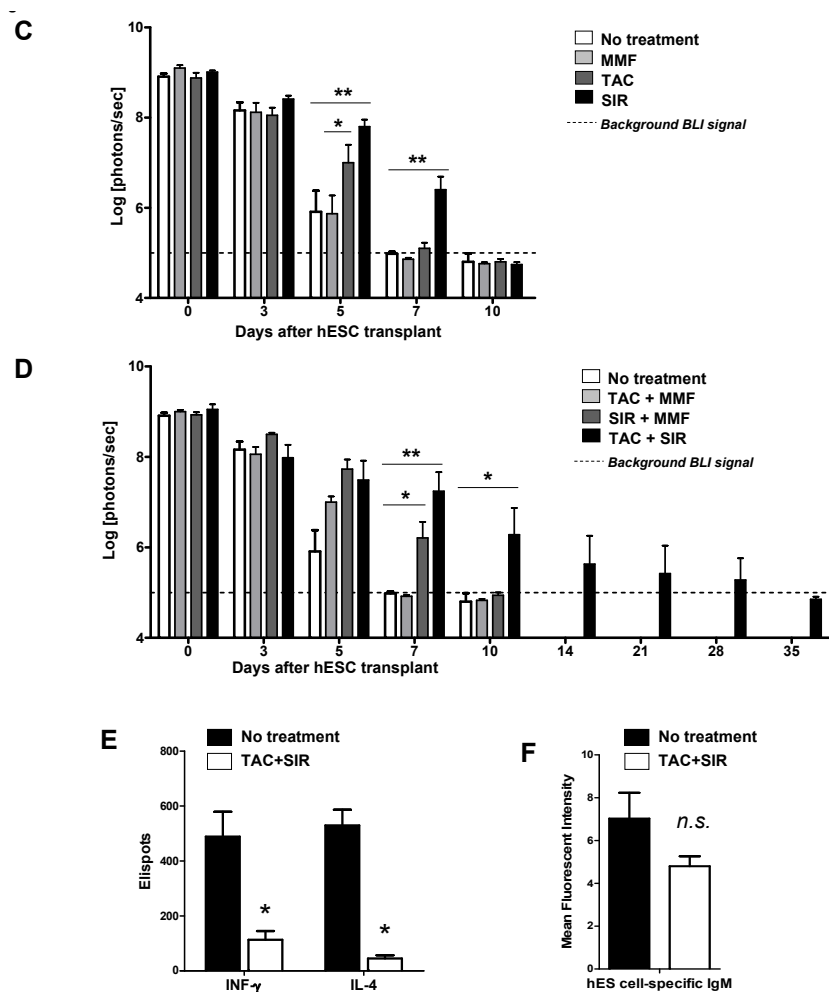 C
No treatment
MMF
TAC
SIR
Background BLI signal
Log [photons/sec]
10
8
6
4
**
*
**
0 3 5 7 10
Days after hESC transplant
D
No treatment
TAC + MMF
SIR + MMF
TAC + SIR
Background BLI signal
Log [photons/sec]
10
8
6
4
**
*
*
0 3 5 7 10 14 21 28 35
Days after hESC transplant
E
No treatment
TAC+SIR
Elispots
800
600
400
200
0
*
*
INF-γ IL-4
F
No treatment
TAC+SIR
Mean Fluorescent Intensity
10
8
6
4
2
0
n.s.
hES cell-specific IgM